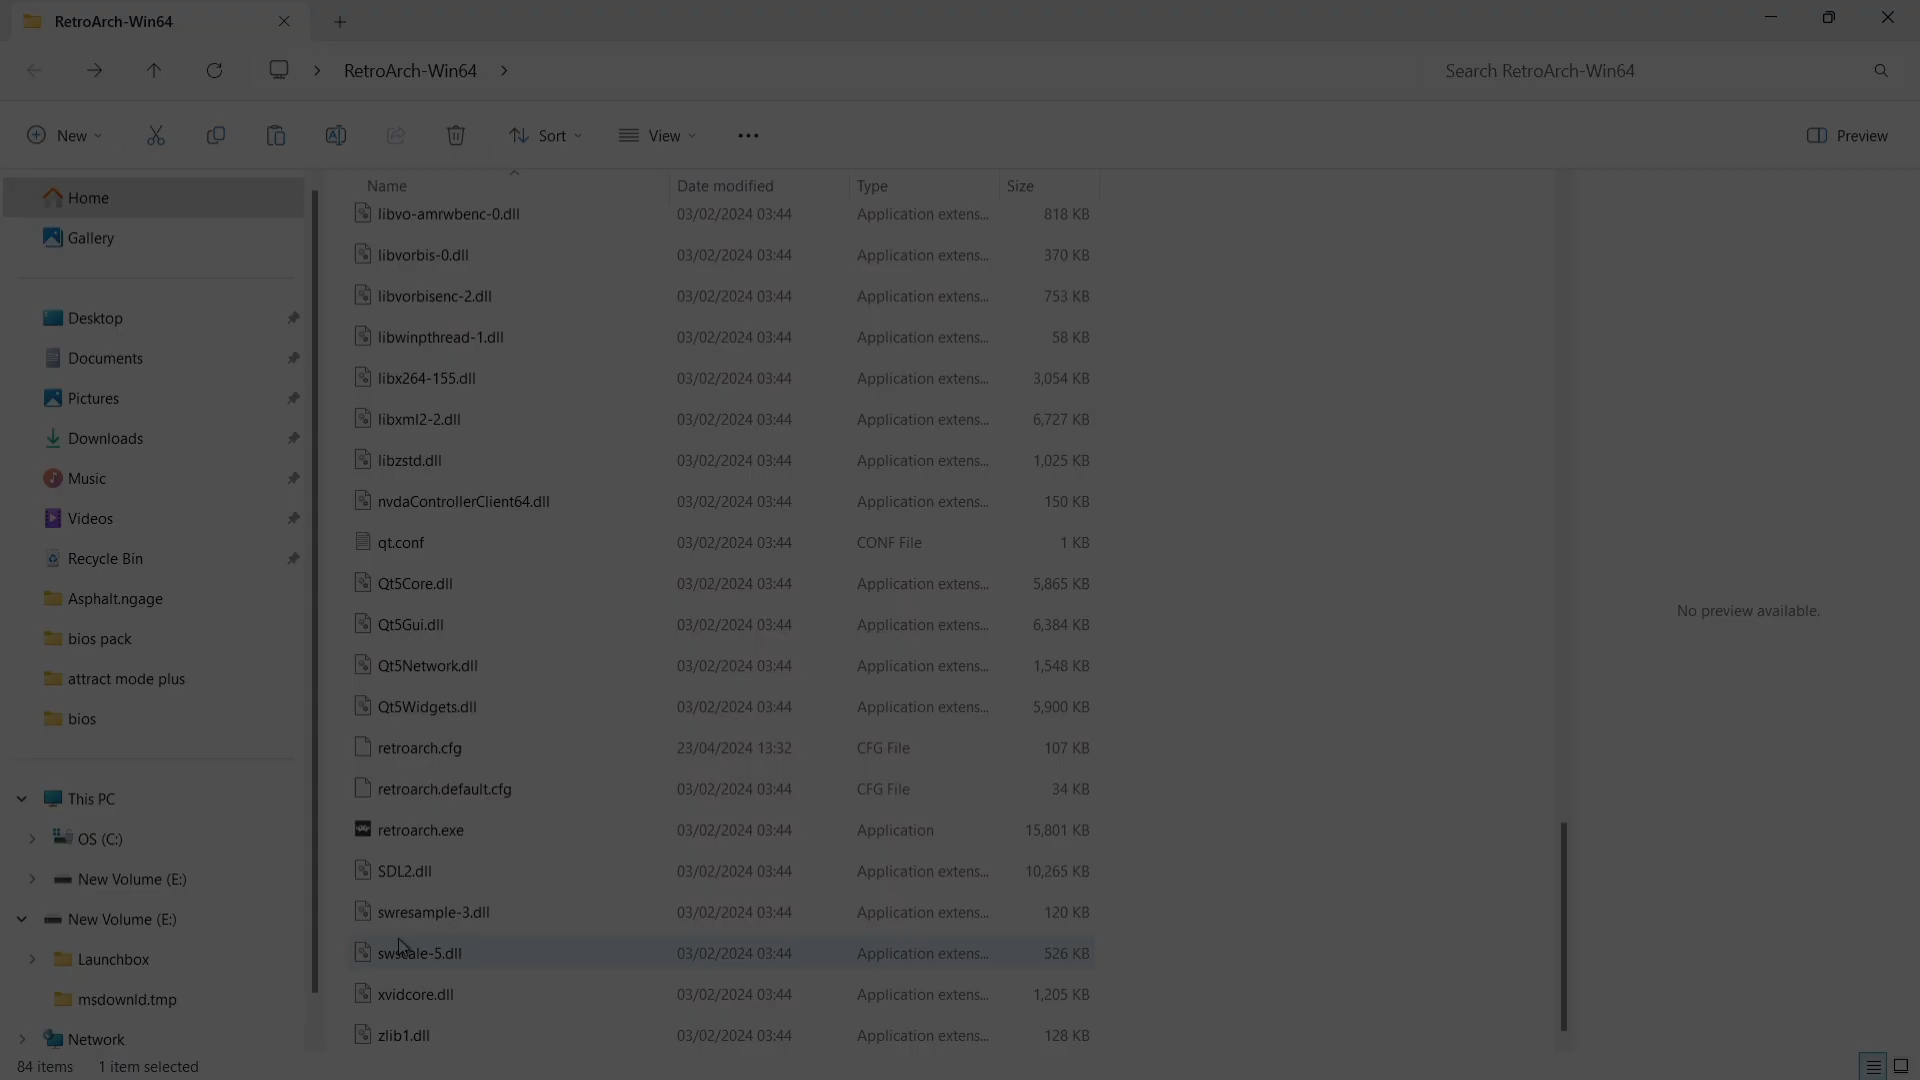 RetroArch-Win64
RetroArch-Win64
Search RetroArch-Win64
New
Sort
View
Preview
Home
Gallery
Desktop
Documents
Pictures
Downloads
Music
Videos
Recycle Bin
Asphalt.ngage
bios pack
attract mode plus
bios
This PC
OS (C:)
New Volume (E:)
New Volume (E:)
Launchbox
msdownld.tmp
Network
Name Date modified Type Size
libvo-amrwbenc-0.dll 03/02/2024 03:44 Application extens... 818 KB
libvorbis-0.dll 03/02/2024 03:44 Application extens... 370 KB
libvorbisenc-2.dll 03/02/2024 03:44 Application extens... 753 KB
libwinpthread-1.dll 03/02/2024 03:44 Application extens... 58 KB
libx264-155.dll 03/02/2024 03:44 Application extens... 3,054 KB
libxml2-2.dll 03/02/2024 03:44 Application extens... 6,727 KB
libzstd.dll 03/02/2024 03:44 Application extens... 1,025 KB
nvdaControllerClient64.dll 03/02/2024 03:44 Application extens... 150 KB
qt.conf 03/02/2024 03:44 CONF File 1 KB
Qt5Core.dll 03/02/2024 03:44 Application extens... 5,865 KB
Qt5Gui.dll 03/02/2024 03:44 Application extens... 6,384 KB
Qt5Network.dll 03/02/2024 03:44 Application extens... 1,548 KB
Qt5Widgets.dll 03/02/2024 03:44 Application extens... 5,900 KB
retroarch.cfg 23/04/2024 13:32 CFG File 107 KB
retroarch.default.cfg 03/02/2024 03:44 CFG File 34 KB
retroarch.exe 03/02/2024 03:44 Application 15,801 KB
SDL2.dll 03/02/2024 03:44 Application extens... 10,265 KB
swresample-3.dll 03/02/2024 03:44 Application extens... 120 KB
swscale-5.dll 03/02/2024 03:44 Application extens... 526 KB
xvidcore.dll 03/02/2024 03:44 Application extens... 1,205 KB
zlib1.dll 03/02/2024 03:44 Application extens... 128 KB
No preview available.
84 items 1 item selected